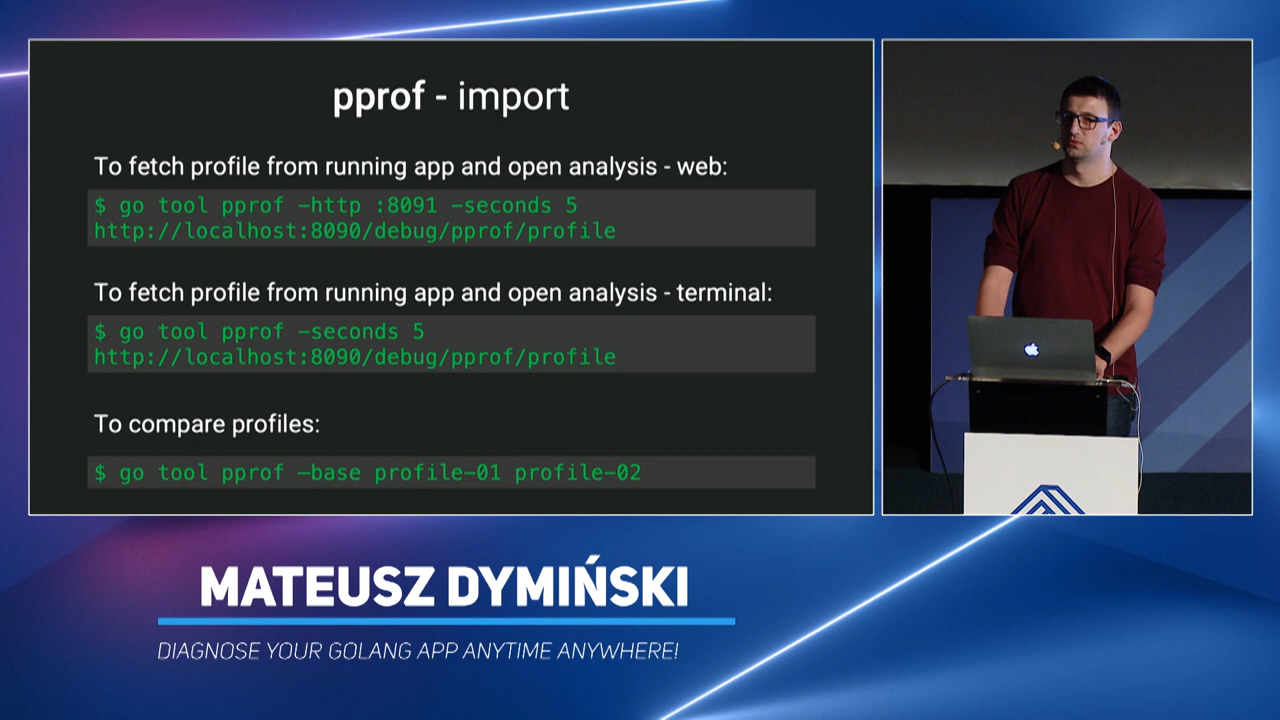 pprof - import
To fetch profile from running app and open analysis - web:
$ go tool pprof -http :8091 -seconds 5
http://localhost:8090/debug/pprof/profile
To fetch profile from running app and open analysis - terminal:
$ go tool pprof -seconds 5
http://localhost:8090/debug/pprof/profile
To compare profiles:
$ go tool pprof -base profile-01 profile-02
MATEUSZ DYMIŃSKI
DIAGNOSE YOUR GOLANG APP ANYTIME ANYWHERE!